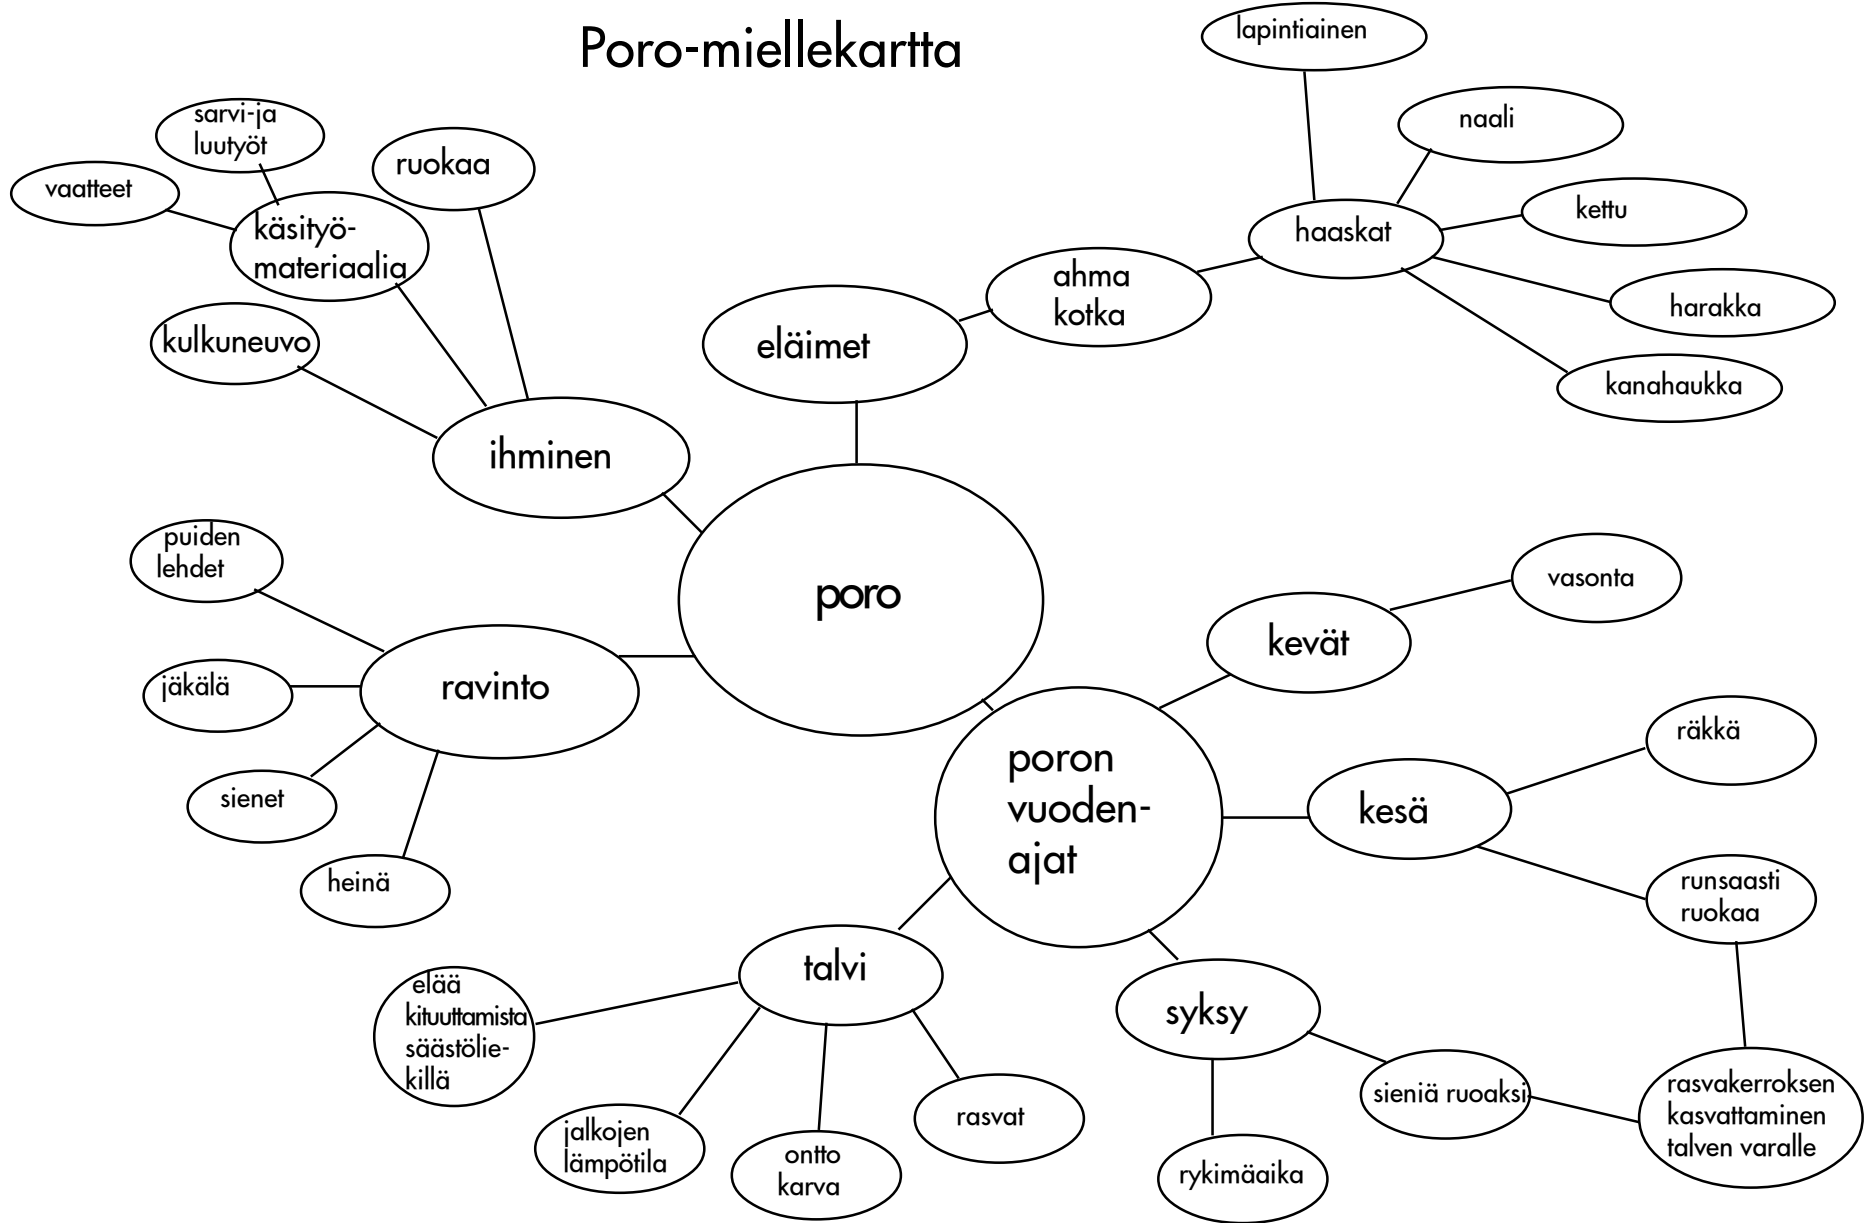 Poro-miellekartta
lapintiainen
naali
kettu
haaskat
harakka
kanahaukka
ahma
kotka
eläimet
sarvi-ja
luutyöt
ruokaa
vaatteet
käsityö-
materiaalia
kulkuneuvo
ihminen
poro
puiden
lehdet
jäkälä
ravinto
sienet
heinä
poron
vuoden-
ajat
kevät
vasonta
kesä
räkkä
runsaasti
ruokaa
talvi
elää
kituuttamista
säästölie-
killä
jalkojen
lämpötila
ontto
karva
rasvat
syksy
sieniä ruoaksi
rykimäaika
rasvakerroksen
kasvattaminen
talven varalle